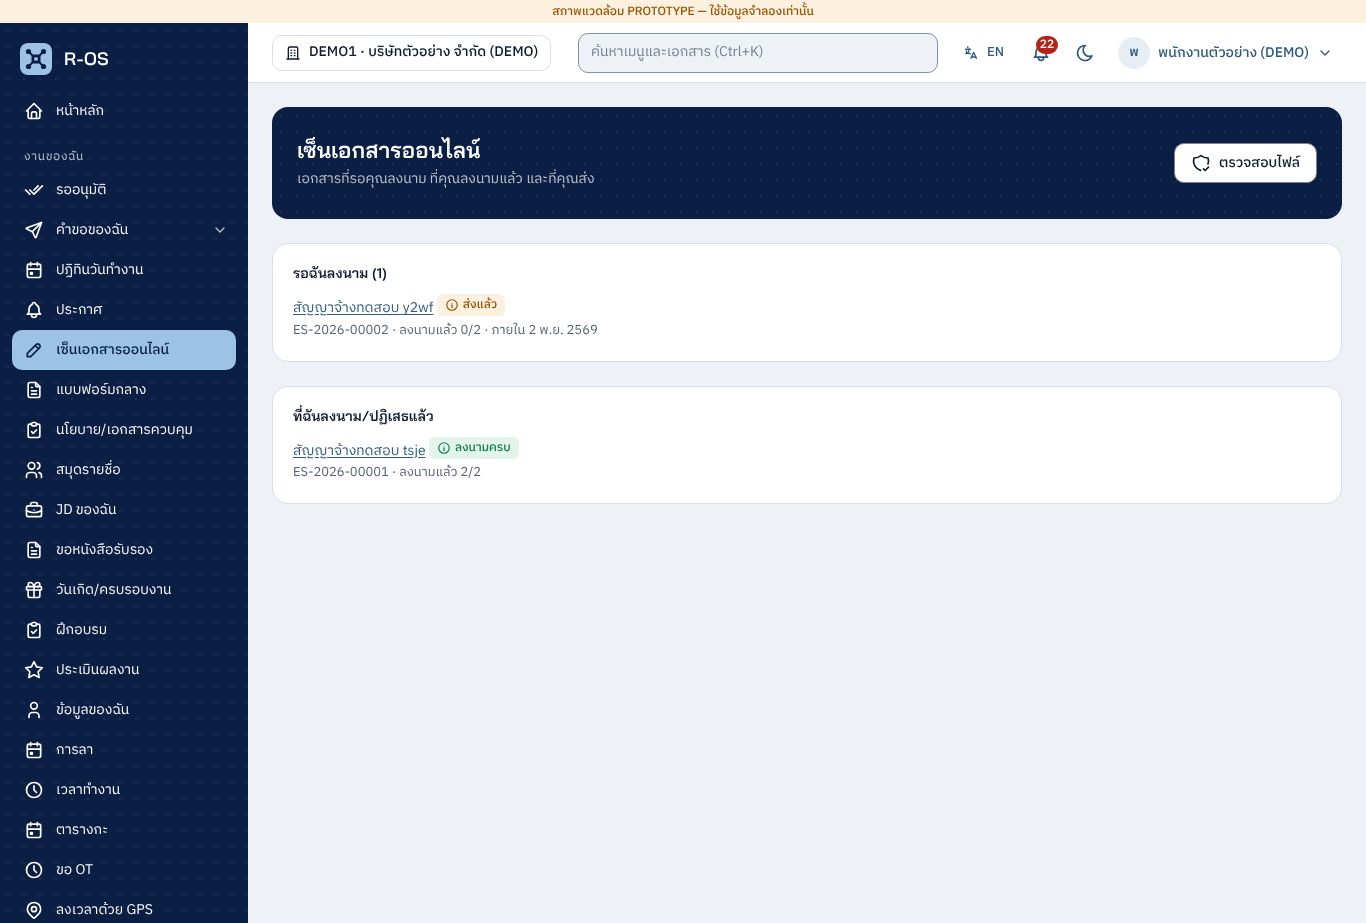 สภาพแวดล้อม PROTOTYPE — ใช้ข้อมูลจำลองเท่านั้น
R-OS
DEMO1 · บริษัทตัวอย่าง จำกัด (DEMO)
ค้นหาเมนูและเอกสาร (Ctrl+K)
EN
22
พ
พนักงานตัวอย่าง (DEMO)
หน้าหลัก
งานของฉัน
รออนุมัติ
คำขอของฉัน
ปฏิทินวันทำงาน
ประกาศ
เซ็นเอกสารออนไลน์
แบบฟอร์มกลาง
นโยบาย/เอกสารควบคุม
สมุดรายชื่อ
JD ของฉัน
ขอหนังสือรับรอง
วันเกิด/ครบรอบงาน
ฝึกอบรม
ประเมินผลงาน
ข้อมูลของฉัน
การลา
เวลาทำงาน
ตารางกะ
ขอ OT
ลงเวลาด้วย GPS
เซ็นเอกสารออนไลน์
เอกสารที่รอคุณลงนาม ที่คุณลงนามแล้ว และที่คุณส่ง
ตรวจสอบไฟล์
รอฉันลงนาม (1)
สัญญาจ้างทดสอบ y2wf ส่งแล้ว
ES-2026-00002 · ลงนามแล้ว 0/2 · ภายใน 2 พ.ย. 2569
ที่ฉันลงนาม/ปฏิเสธแล้ว
สัญญาจ้างทดสอบ tsje ลงนามครบ
ES-2026-00001 · ลงนามแล้ว 2/2